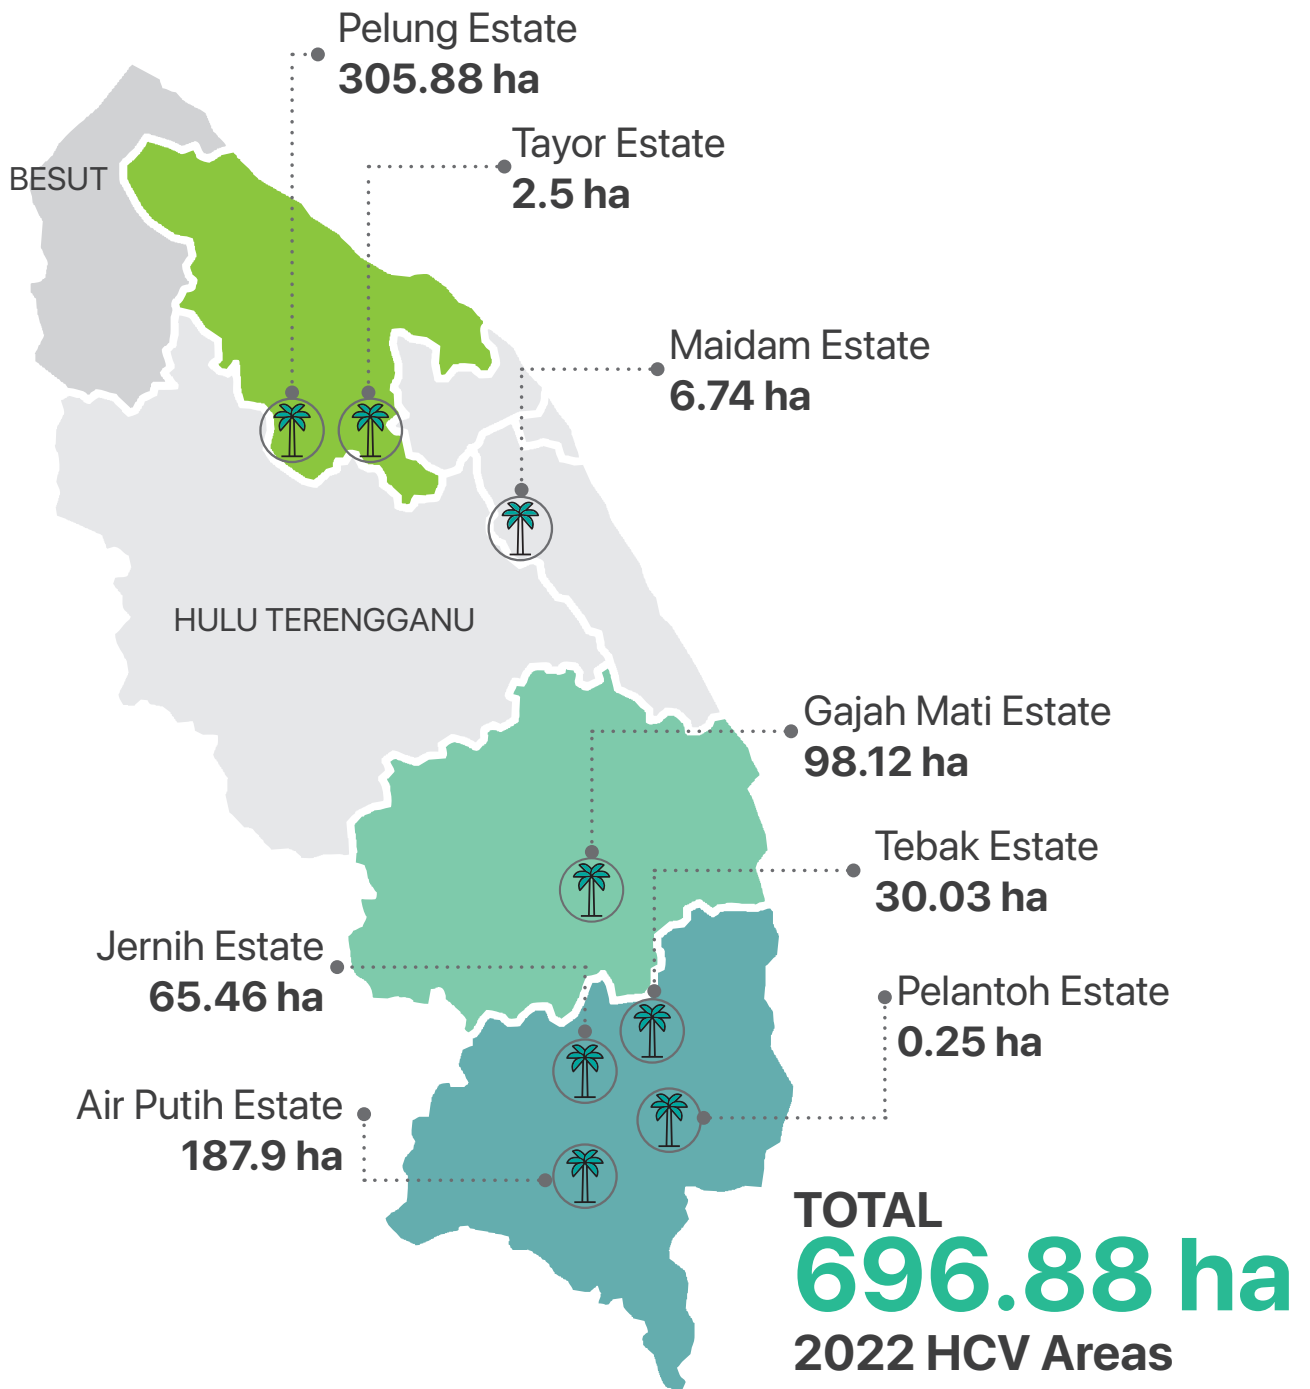 Pelung Estate
305.88 ha
Tayor Estate
2.5 ha
BESUT
Maidam Estate
6.74 ha
HULU TERENGGANU
Gajah Mati Estate
98.12 ha
Tebak Estate
30.03 ha
Jernih Estate
65.46 ha
Pelantoh Estate
0.25 ha
Air Putih Estate
187.9 ha
TOTAL
696.88 ha
2022 HCV Areas